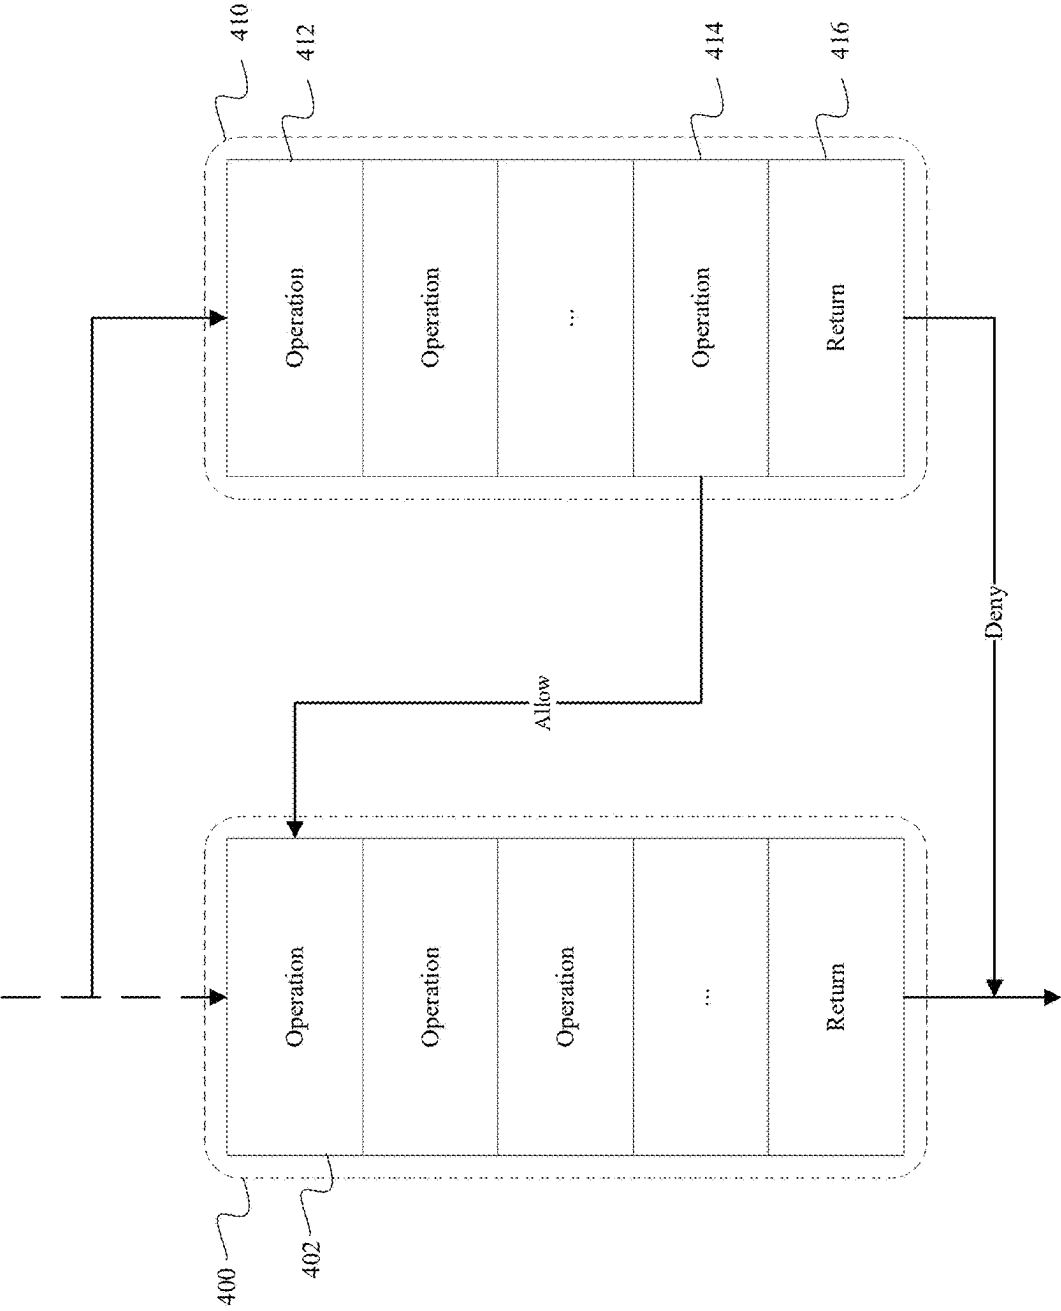 410
412
414
416
Operation
Operation
...
Operation
Return
Allow
Deny
Operation
Operation
Operation
...
Return
400
402